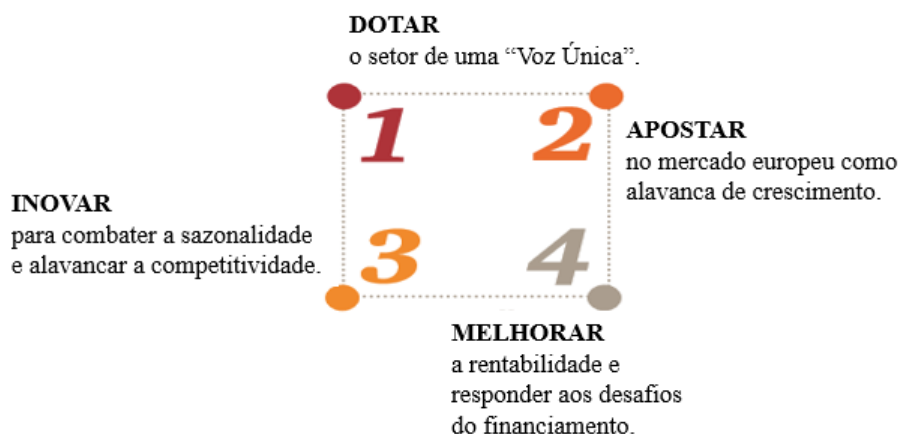 DOTAR
o setor de uma “Voz Única”.
1
2
APOSTAR
no mercado europeu como
alavanca de crescimento.
INOVAR
para combater a sazonalidade
e alavancar a competitividade.
3
4
MELHORAR
a rentabilidade e
responder aos desafios
do financiamento.